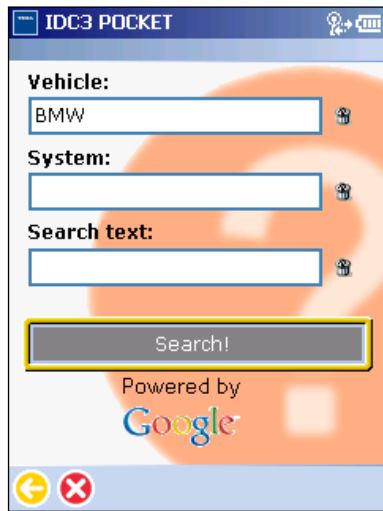 IDC3 POCKET
Vehicle:
BMW
System:
Search text:
Search!
Powered by
Google